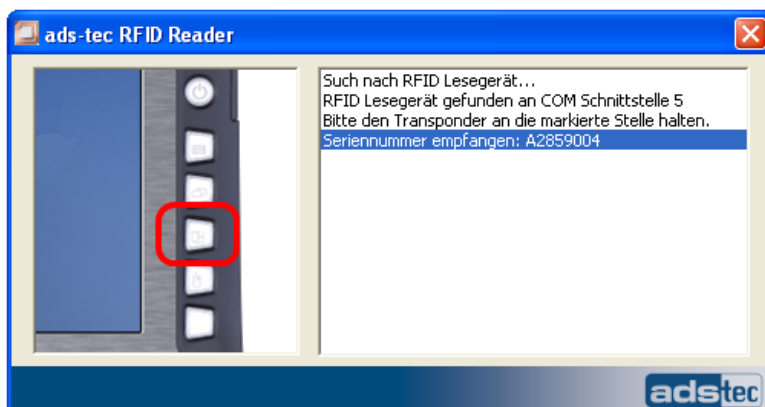 ads-tec RFID Reader
Such nach RFID Lesegerät...
RFID Lesegerät gefunden an COM Schnittstelle 5
Bitte den Transponder an die markierte Stelle halten.
Seriennummer empfangen: A2859004
adstec